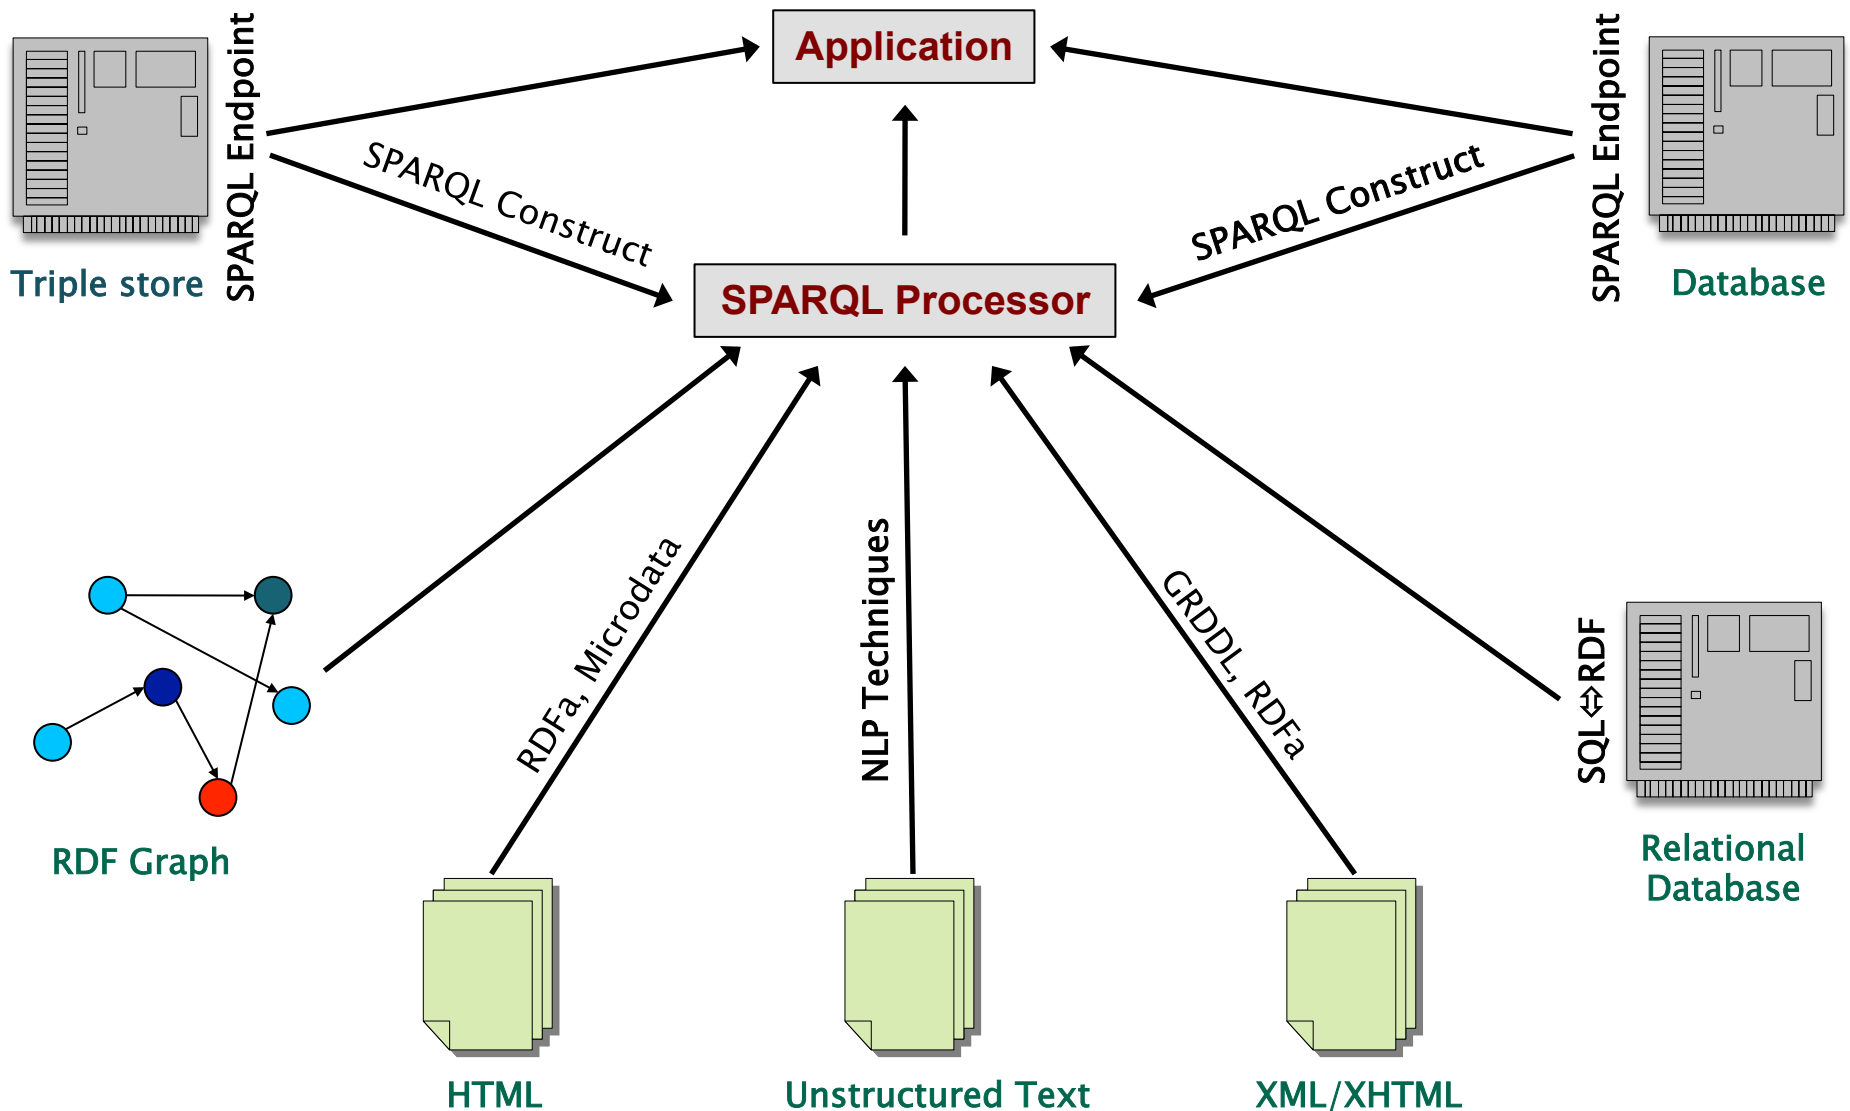 Application
SPARQL Endpoint
SPARQL Construct
Triple store
SPARQL Endpoint
SPARQL Construct
Database
SPARQL Processor
RDFa, Microdata
NLP Techniques
GRDDL, RDFa
SQL⇔RDF
RDF Graph
Relational
Database
HTML
Unstructured Text
XML/XHTML